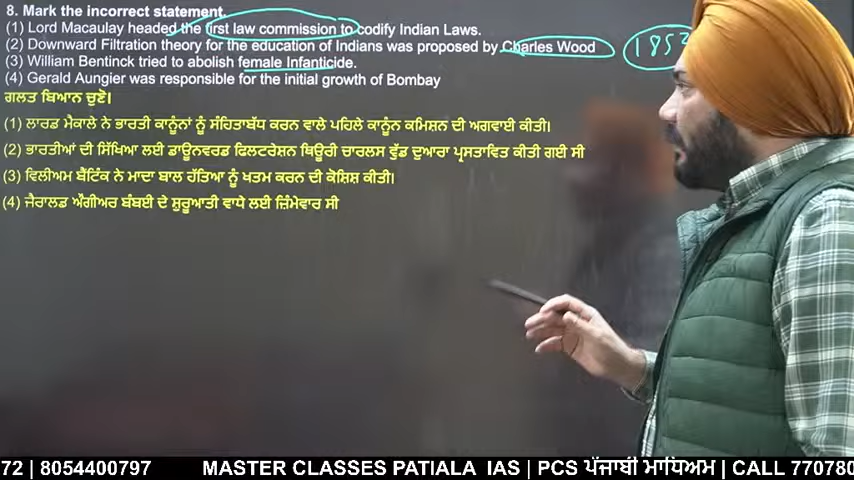 8. Mark the incorrect statement.
(1) Lord Macaulay headed the first law commission to codify Indian Laws.
(2) Downward Filtration theory for the education of Indians was proposed by Charles Wood
(3) William Bentinck tried to abolish female Infanticide.
(4) Gerald Aungier was responsible for the initial growth of Bombay
ਗਲਤ ਬਿਆਨ ਚੁਣੋ।
(1) ਲਾਰਡ ਮੈਕਾਲੇ ਨੇ ਭਾਰਤੀ ਕਾਨੂੰਨਾਂ ਨੂੰ ਸੰਹਿਤਾਬੱਧ ਕਰਨ ਵਾਲੇ ਪਹਿਲੇ ਕਾਨੂੰਨ ਕਮਿਸ਼ਨ ਦੀ ਅਗਵਾਈ ਕੀਤੀ।
(2) ਭਾਰਤੀਆਂ ਦੀ ਸਿੱਖਿਆ ਲਈ ਡਾਊਨਵਰਡ ਫਿਲਟਰੇਸ਼ਨ ਥਿਊਰੀ ਚਾਰਲਸ ਵੁੱਡ ਦੁਆਰਾ ਪ੍ਰਸਤਾਵਿਤ ਕੀਤੀ ਗਈ ਸੀ
(3) ਵਿਲੀਅਮ ਬੈਂਟਿੰਕ ਨੇ ਮਾਦਾ ਬਾਲ ਹੱਤਿਆ ਨੂੰ ਖਤਮ ਕਰਨ ਦੀ ਕੋਸ਼ਿਸ਼ ਕੀਤੀ।
(4) ਜੈਰਾਲਡ ਔਂਗੀਅਰ ਬੰਬਈ ਦੇ ਸ਼ੁਰੂਆਤੀ ਵਾਧੇ ਲਈ ਜ਼ਿੰਮੇਵਾਰ ਸੀ
72 | 8054400797 MASTER CLASSES PATIALA IAS | PCS ਪੰਜਾਬੀ ਮਾਧਿਅਮ | CALL 770780